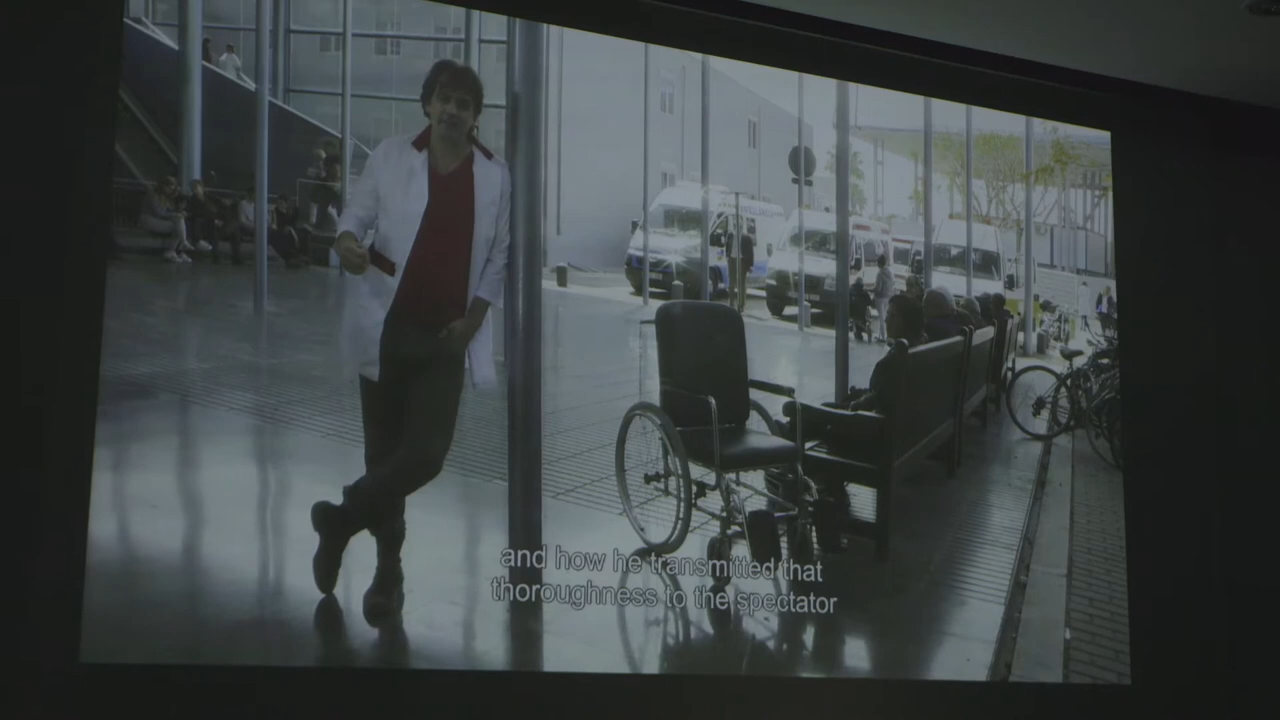 and how he transmitted that
thoroughness to the spectator